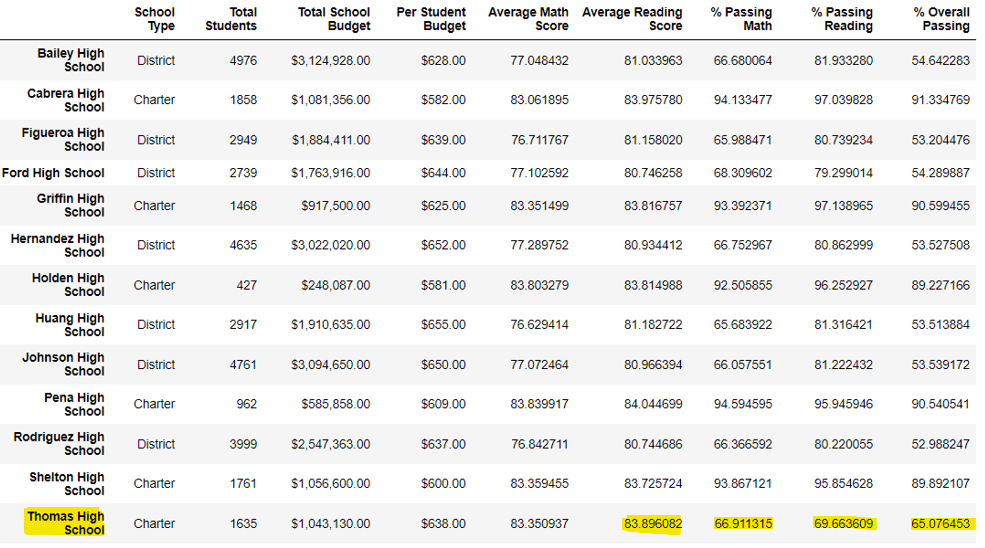 School Type Total Students Total School Budget Per Student Budget Average Math Score Average Reading Score % Passing Math % Passing Reading % Overall Passing
Bailey High School District 4976 $3,124,928.00 $628.00 77.048432 81.033963 66.680064 81.933280 54.642283
Cabrera High School Charter 1858 $1,081,356.00 $582.00 83.061895 83.975780 94.133477 97.039828 91.334769
Figueroa High School District 2949 $1,884,411.00 $639.00 76.711767 81.158020 65.988471 80.739234 53.204476
Ford High School District 2739 $1,763,916.00 $644.00 77.102592 80.746258 68.309602 79.299014 54.289887
Griffin High School Charter 1468 $917,500.00 $625.00 83.351499 83.816757 93.392371 97.138965 90.599455
Hernandez High School District 4635 $3,022,020.00 $652.00 77.289752 80.934412 66.752967 80.862999 53.527508
Holden High School Charter 427 $248,087.00 $581.00 83.803279 83.814988 92.505855 96.252927 89.227166
Huang High School District 2917 $1,910,635.00 $655.00 76.629414 81.182722 65.683922 81.316421 53.513884
Johnson High School District 4761 $3,094,650.00 $650.00 77.072464 80.966394 66.057551 81.222432 53.539172
Pena High School Charter 962 $585,858.00 $609.00 83.839917 84.044699 94.594595 95.945946 90.540541
Rodriguez High School District 3999 $2,547,363.00 $637.00 76.842711 80.744686 66.366592 80.220055 52.988247
Shelton High School Charter 1761 $1,056,600.00 $600.00 83.359455 83.725724 93.867121 95.854628 89.892107
Thomas High School Charter 1635 $1,043,130.00 $638.00 83.350937 83.896082 66.911315 69.663609 65.076453